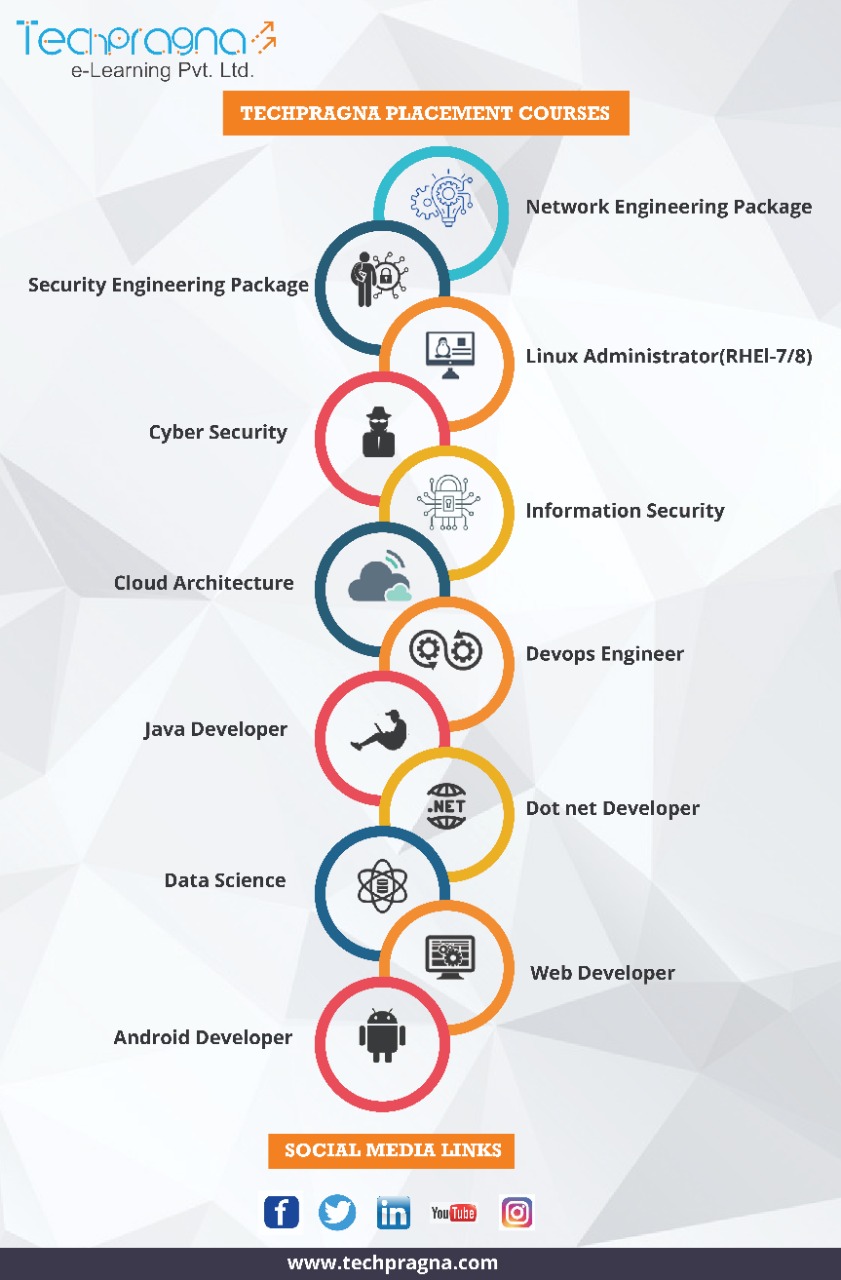 Techpragna
e-Learning Pvt. Ltd.
TECHPRAGNA PLACEMENT COURSES
Network Engineering Package
Security Engineering Package
Linux Administrator(RHEl-7/8)
Cyber Security
Information Security
Cloud Architecture
Devops Engineer
Java Developer
.NET
Dot net Developer
Data Science
Web Developer
Android Developer
SOCIAL MEDIA LINKS
f
in
YouTube
www.techpragna.com